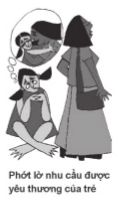 Phớt lờ nhu cầu được
yêu thương của trẻ